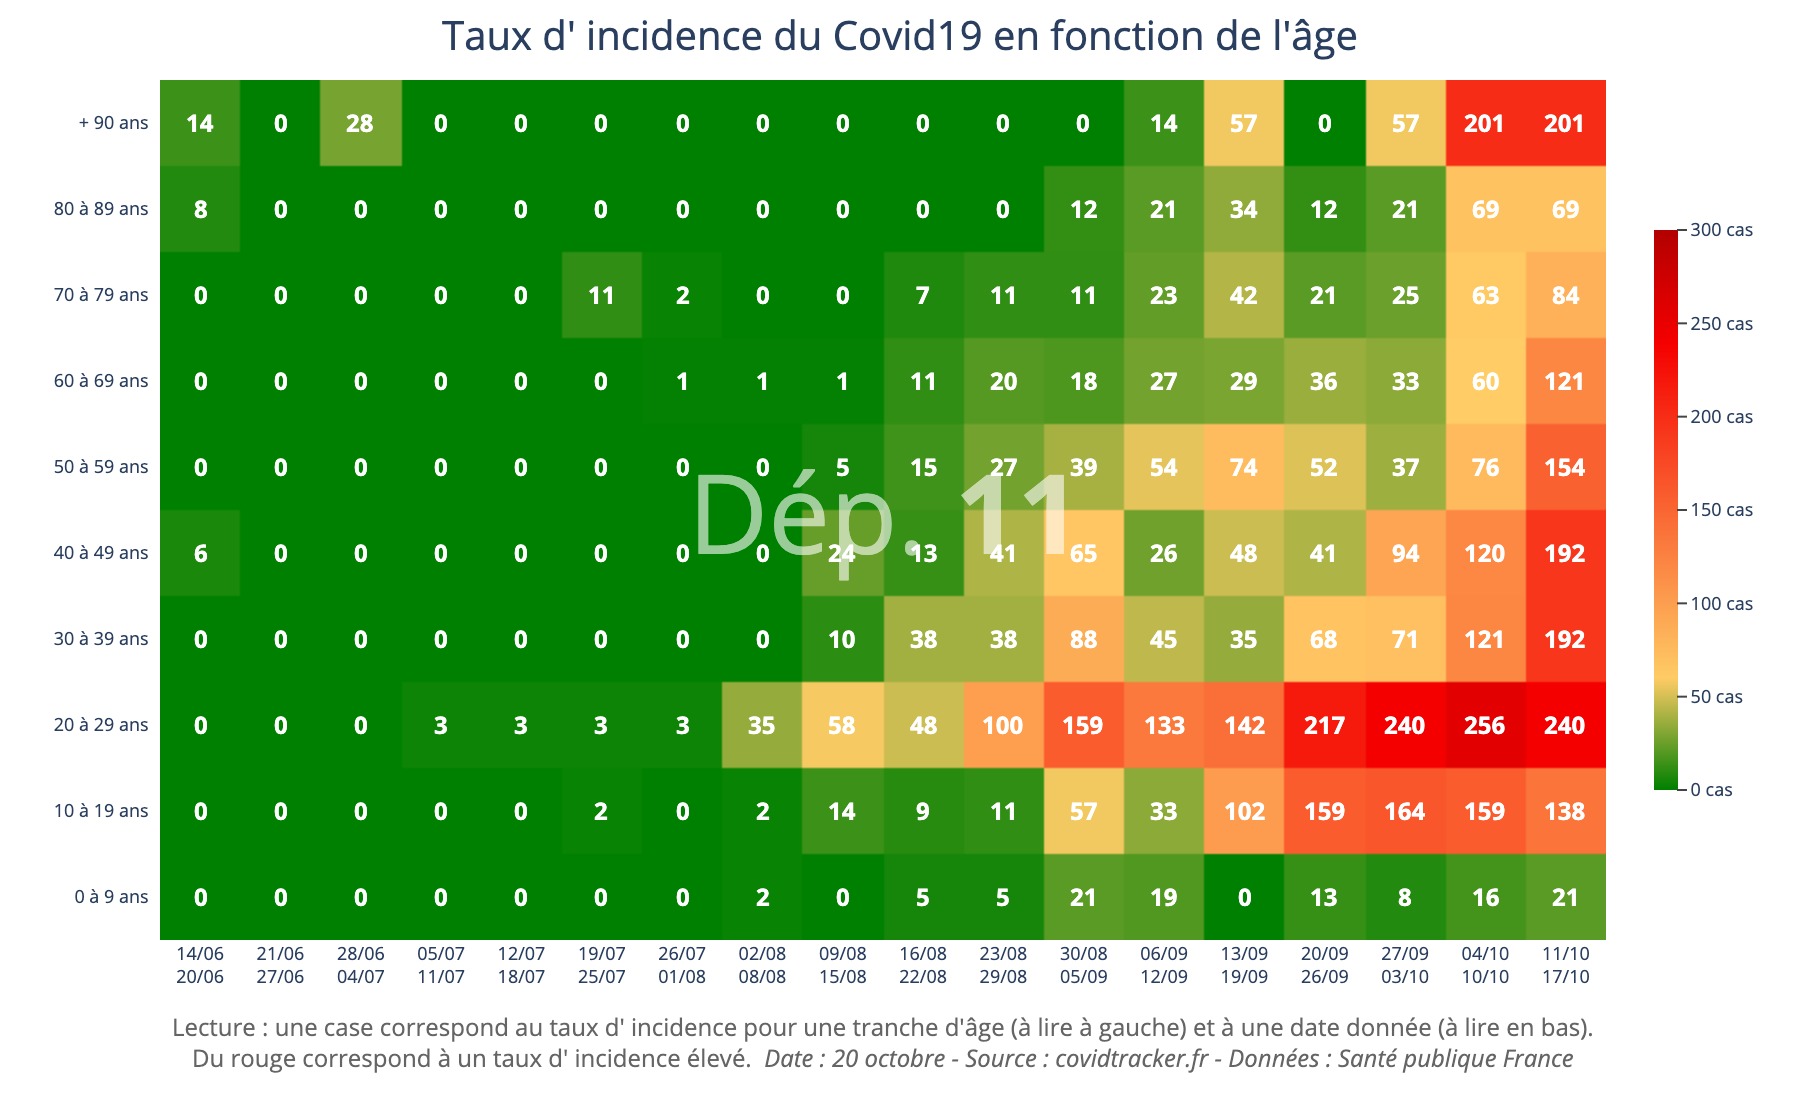 Taux d' incidence du Covid19 en fonction de l'âge
+ 90 ans 14 0 28 0 0 0 0 0 0 0 0 0 14 57 0 57 201 201
80 à 89 ans 8 0 0 0 0 0 0 0 0 0 0 12 21 34 12 21 69 69
70 à 79 ans 0 0 0 0 0 11 2 0 0 7 11 11 23 42 21 25 63 84
60 à 69 ans 0 0 0 0 0 0 1 1 1 11 20 18 27 29 36 33 60 121
50 à 59 ans 0 0 0 0 0 0 0 0 5 15 27 39 54 74 52 37 76 154
Dép. 11
40 à 49 ans 6 0 0 0 0 0 0 0 24 13 41 65 26 48 41 94 120 192
30 à 39 ans 0 0 0 0 0 0 0 0 10 38 38 88 45 35 68 71 121 192
20 à 29 ans 0 0 0 3 3 3 3 35 58 48 100 159 133 142 217 240 256 240
10 à 19 ans 0 0 0 0 0 2 0 2 14 9 11 57 33 102 159 164 159 138
0 à 9 ans 0 0 0 0 0 0 0 2 0 5 5 21 19 0 13 8 16 21
14/06 21/06 28/06 05/07 12/07 19/07 26/07 02/08 09/08 16/08 23/08 30/08 06/09 13/09 20/09 27/09 04/10 11/10
20/06 27/06 04/07 11/07 18/07 25/07 01/08 08/08 15/08 22/08 29/08 05/09 12/09 19/09 26/09 03/10 10/10 17/10
300 cas
250 cas
200 cas
150 cas
100 cas
50 cas
0 cas
Lecture : une case correspond au taux d' incidence pour une tranche d'âge (à lire à gauche) et à une date donnée (à lire en bas).
Du rouge correspond à un taux d' incidence élevé. Date : 20 octobre - Source : covidtracker.fr - Données : Santé publique France